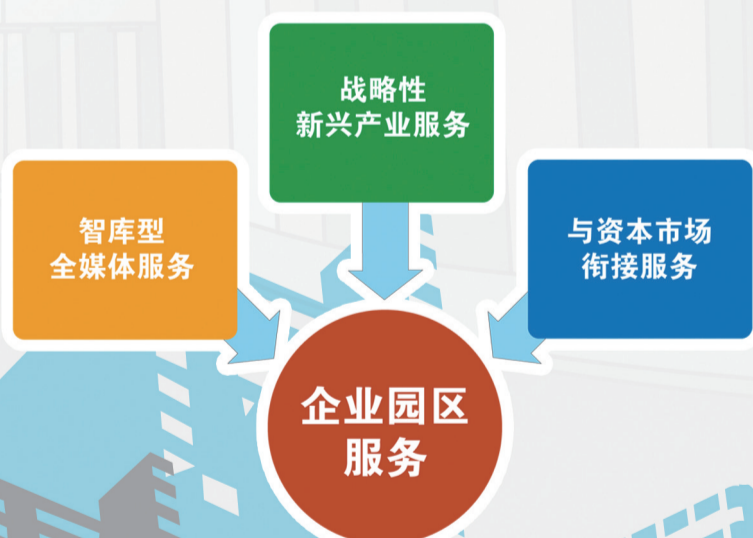 战略性
新兴产业服务
智库型
全媒体服务
与资本市场
衔接服务
企业园区
服务